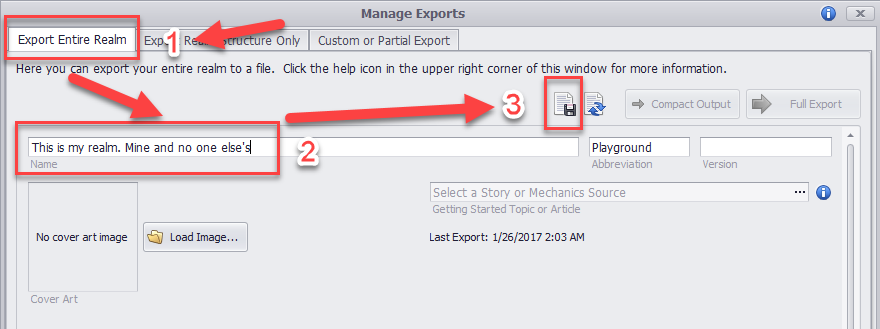 Manage Exports
Export Entire Realm
1
Structure Only
Custom or Partial Export
Here you can export your entire realm to a file. Click the help icon in the upper right corner of this window for more information.
3
Compact Output
Full Export
This is my realm. Mine and no one else's
2
Playground
Name
Abbreviation
Version
Select a Story or Mechanics Source
...
Getting Started Topic or Article
No cover art image
Load Image...
Last Export: 1/26/2017 2:03 AM
Cover Art